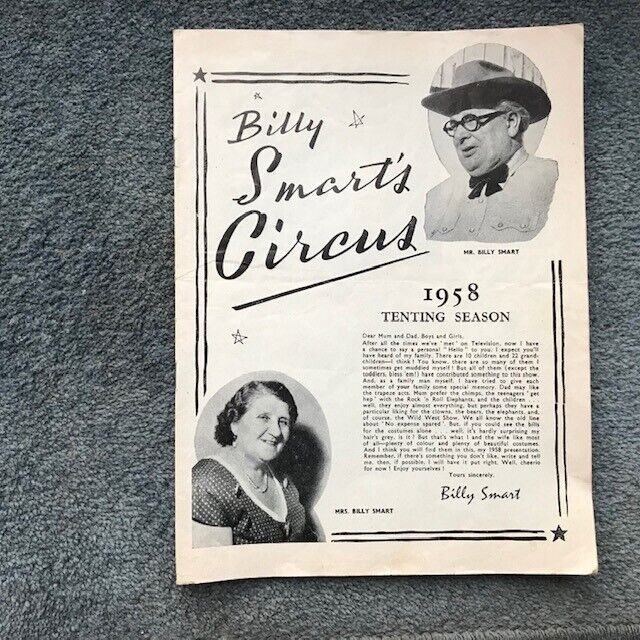 Billy
Smart's
Circus
MR. BILLY SMART
1958
TENTING SEASON
Dear Mum and Dad, Boys and Girls,
After all the times we've 'met' on Television, now I have
a chance to say a personal "Hello" to you. I expect you'll
have heard of my family. There are 10 children and 22 grand-
children—I think! You know, there are so many I
sometimes get muddled myself! But all of them (except the
toddlers, bless 'em!) have contributed something to this show.
And, as a family man myself, I have tried to give each
member of your family some special memory. Dad may like
the trapeze acts, Mum prefer the chimps, the teenagers 'get
hep' with the Rock 'n Roll Elephants, and the children
well, they enjoy almost everything, but perhaps they have a
particular liking for the clowns, the bears, the elephants, and,
of course, the Wild West Show. We all know the old line
about 'No expense spared'. But, if you could see the bills
for the costumes alone . . . well, it's hardly surprising my
hair's grey, is it? But that's what I and the wife like most
of all—plenty of colour and plenty of beautiful costumes.
And I think you will find them in this, my 1958 presentation.
Remember, if there's something you don't like, write and tell
me, then, if possible, I will have it put right. Well, cheerio
for now! Enjoy yourselves!
Yours sincerely,
Billy Smart
MRS. BILLY SMART